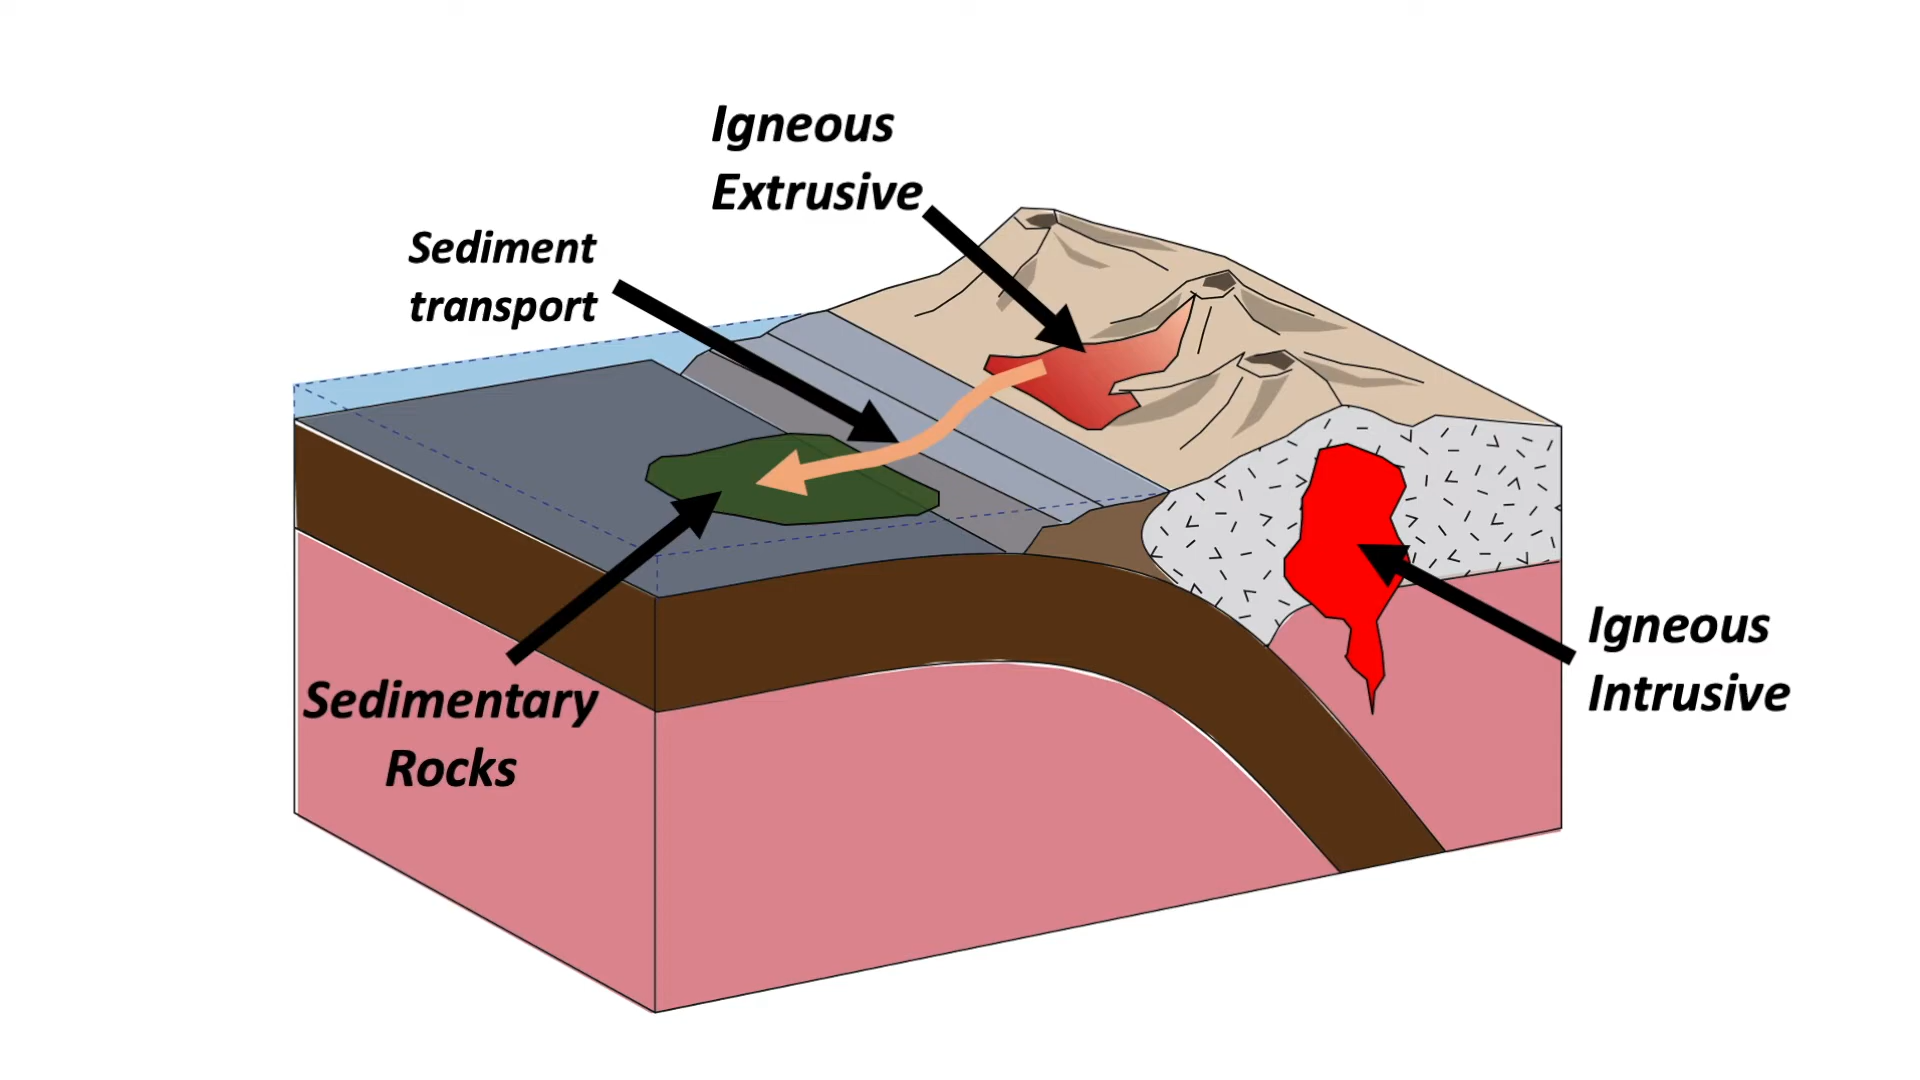 Igneous
Extrusive
Sediment
transport
Sedimentary
Rocks
Igneous
Intrusive